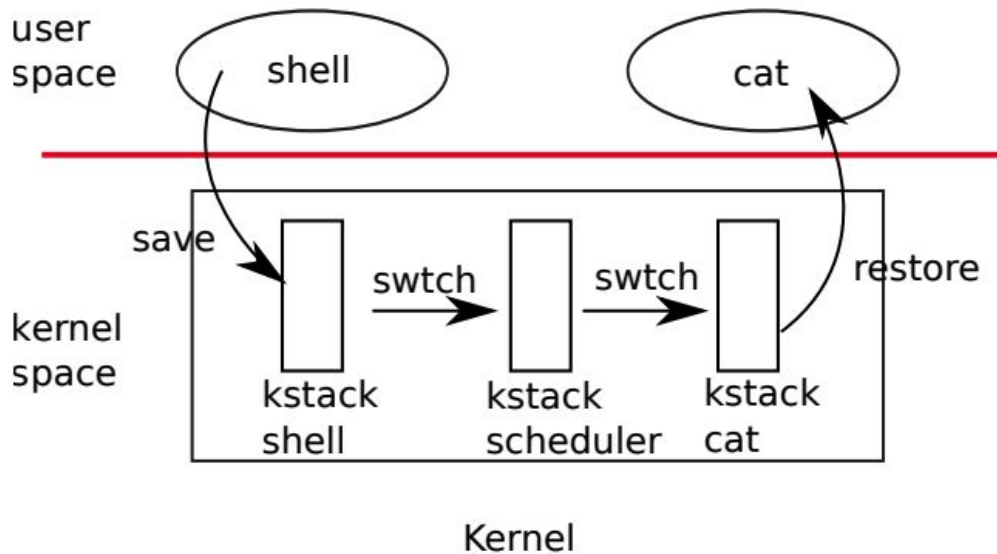 user
space
shell
cat
save
swtch
swtch
restore
kernel
space
kstack
shell
kstack
scheduler
kstack
cat
Kernel